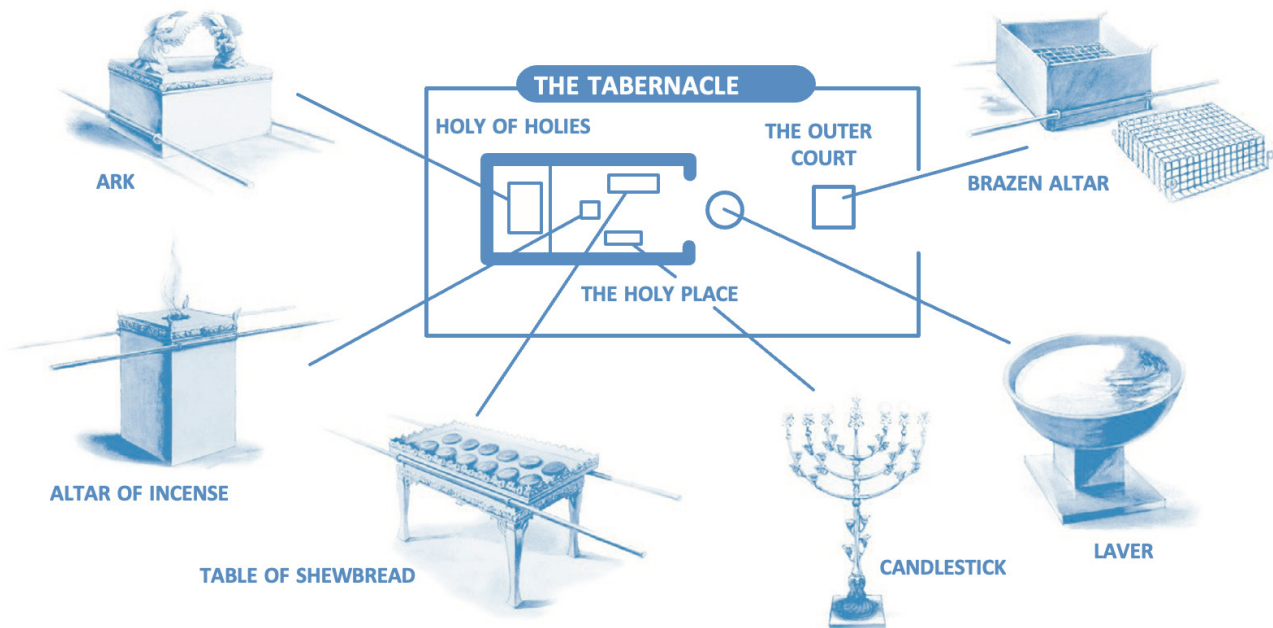 THE TABERNACLE
HOLY OF HOLIES
THE OUTER
COURT
ARK
BRAZEN ALTAR
THE HOLY PLACE
ALTAR OF INCENSE
TABLE OF SHEWBREAD
CANDLESTICK
LAVER